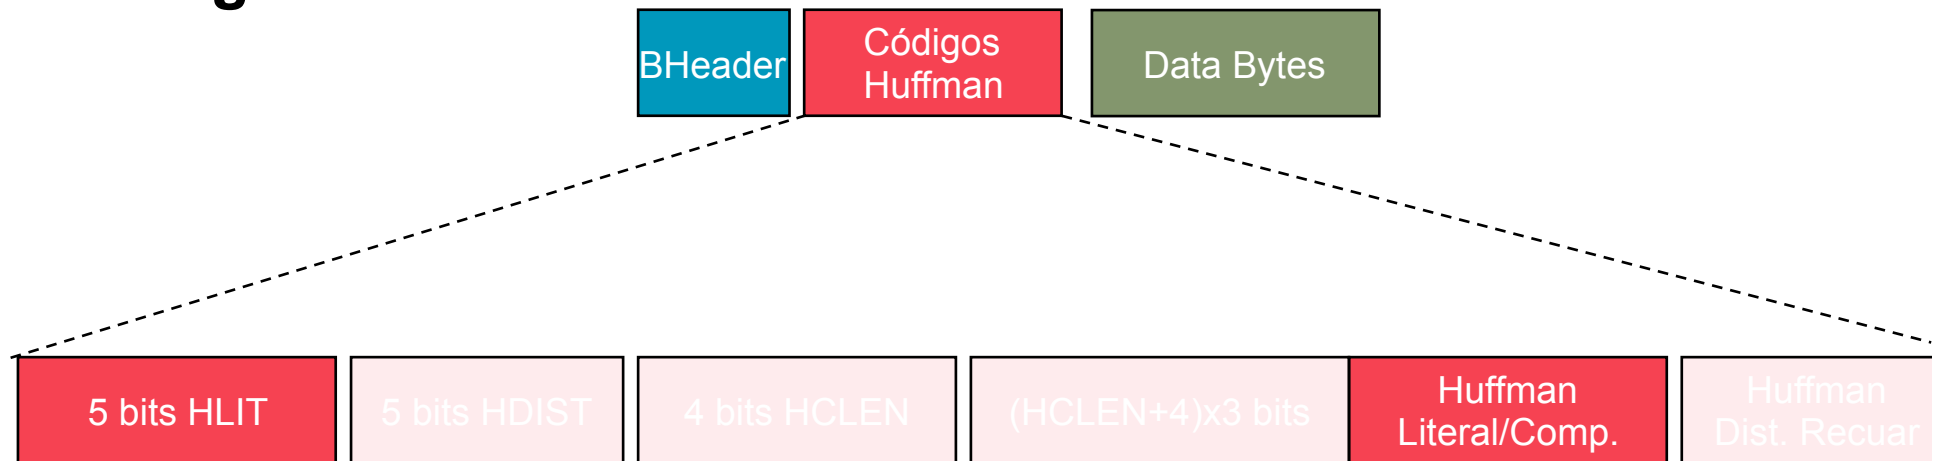 BHeader
Códigos
Huffman
Data Bytes
5 bits HLIT
5 bits HDIST
4 bits HCLEN
(HCLEN+4)x3 bits
Huffman
Literal/Comp.
Huffman
Dist. Recuar